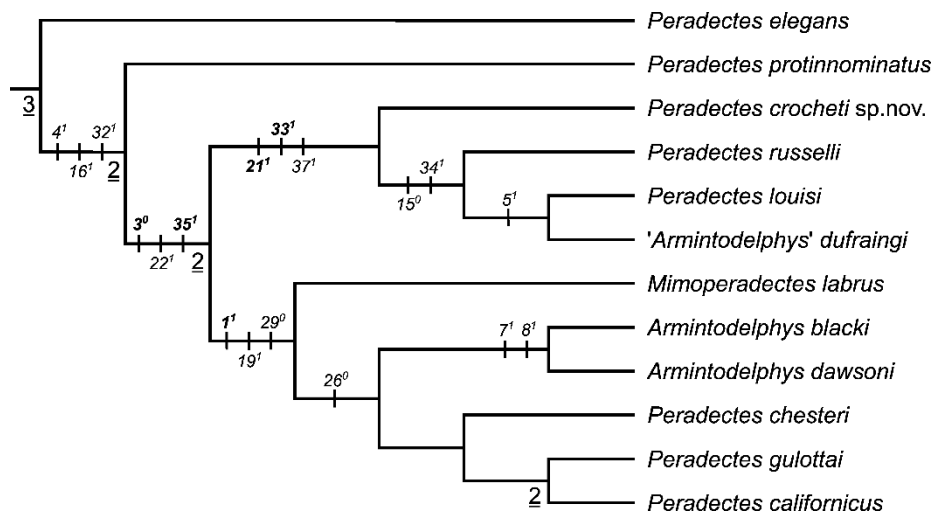 Peradectes elegans
Peradectes protinnominatus
3
4¹ 32¹
16¹ 2
33¹
Peradectes crocheti sp.nov.
21¹ 37¹
Peradectes russelli
34¹
15⁰
5¹
Peradectes louisi
3⁰ 35¹
22¹ 2
'Armintodelphys' dufraingi
Mimoperadectes labrus
1¹ 29⁰
19¹
7¹ 8¹
Armintodelphys blacki
Armintodelphys dawsoni
26⁰
Peradectes chesteri
Peradectes gulottai
2
Peradectes californicus